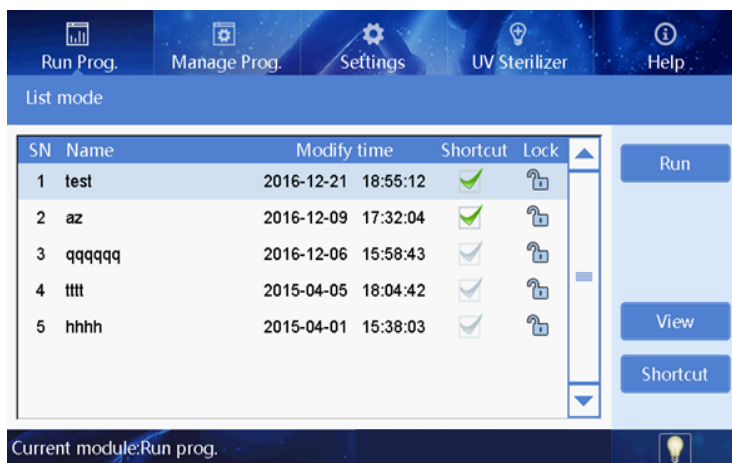 Run Prog. Manage Prog. Settings UV Sterilizer Help
List mode
SN Name Modify time Shortcut Lock
1 test 2016-12-21 18:55:12
2 az 2016-12-09 17:32:04
3 qqqqqq 2016-12-06 15:58:43
4 tttt 2015-04-05 18:04:42
5 hhhh 2015-04-01 15:38:03
Run
View
Shortcut
Current module:Run prog.